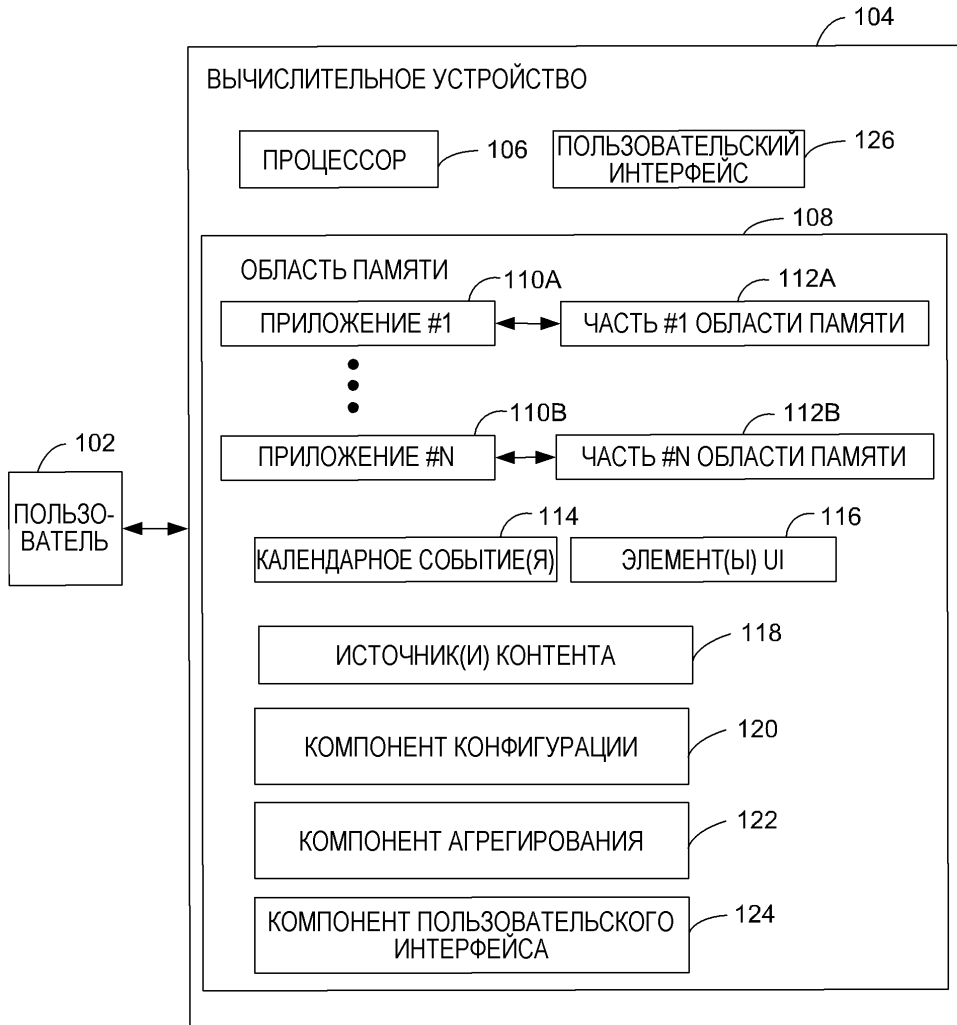 104
ВЫЧИСЛИТЕЛЬНОЕ УСТРОЙСТВО
ПРОЦЕССОР
106
ПОЛЬЗОВАТЕЛЬСКИЙ
ИНТЕРФЕЙС
126
108
ОБЛАСТЬ ПАМЯТИ
110A
112A
ПРИЛОЖЕНИЕ #1
ЧАСТЬ #1 ОБЛАСТИ ПАМЯТИ
110B
112B
ПРИЛОЖЕНИЕ #N
ЧАСТЬ #N ОБЛАСТИ ПАМЯТИ
102
ПОЛЬЗО-
ВАТЕЛЬ
114
116
КАЛЕНДАРНОЕ СОБЫТИЕ(Я)
ЭЛЕМЕНТ(Ы) UI
118
ИСТОЧНИК(И) КОНТЕНТА
120
КОМПОНЕНТ КОНФИГУРАЦИИ
122
КОМПОНЕНТ АГРЕГИРОВАНИЯ
КОМПОНЕНТ ПОЛЬЗОВАТЕЛЬСКОГО
ИНТЕРФЕЙСА
124